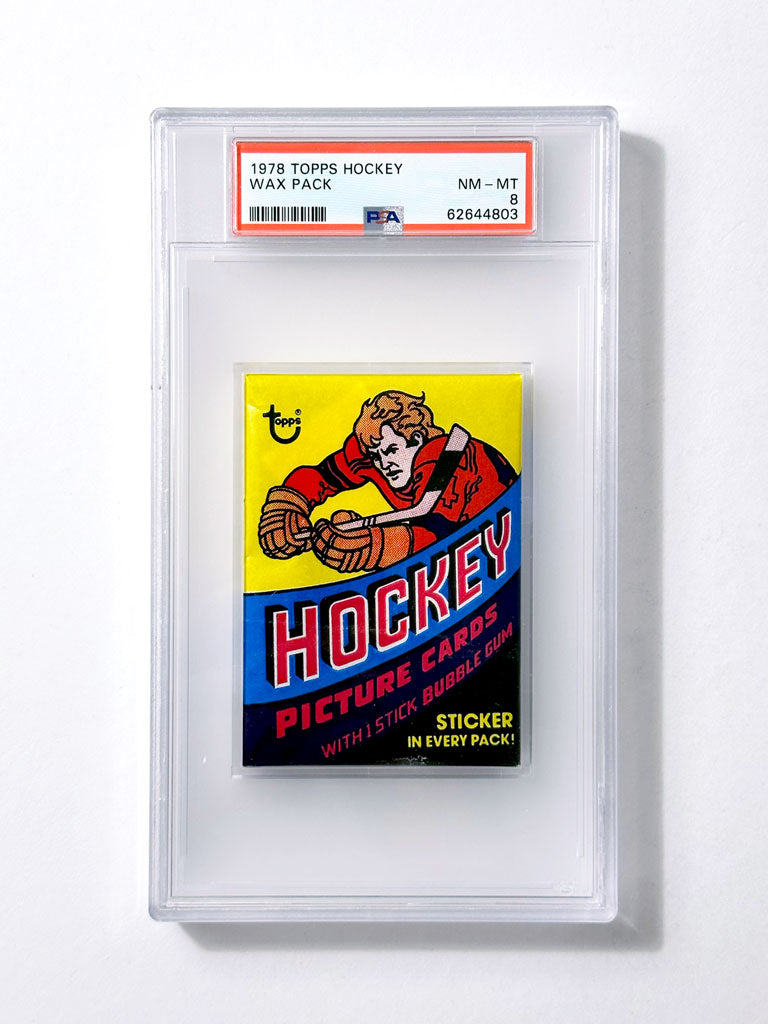 1978 TOPPS HOCKEY
WAX PACK NM – MT
8
PSA 62644803
topps®
HOCKEY
PICTURE CARDS
WITH 1 STICK BUBBLE GUM
STICKER
IN EVERY PACK!